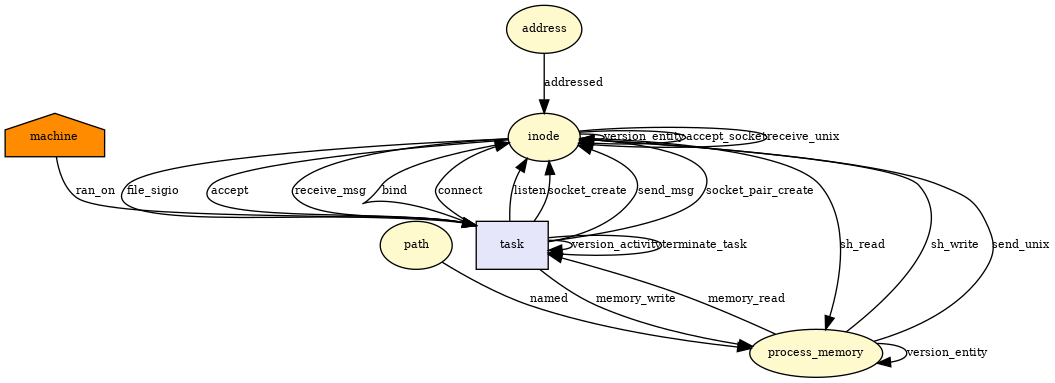 address
addressed
machine
inode
version_entity
accept_socket
receive_unix
ran_on
file_sigio
accept
receive_msg
bind
connect
listen
socket_create
send_msg
socket_pair_create
path
task
version_activity
terminate_task
sh_read
sh_write
send_unix
named
memory_write
memory_read
process_memory
version_entity